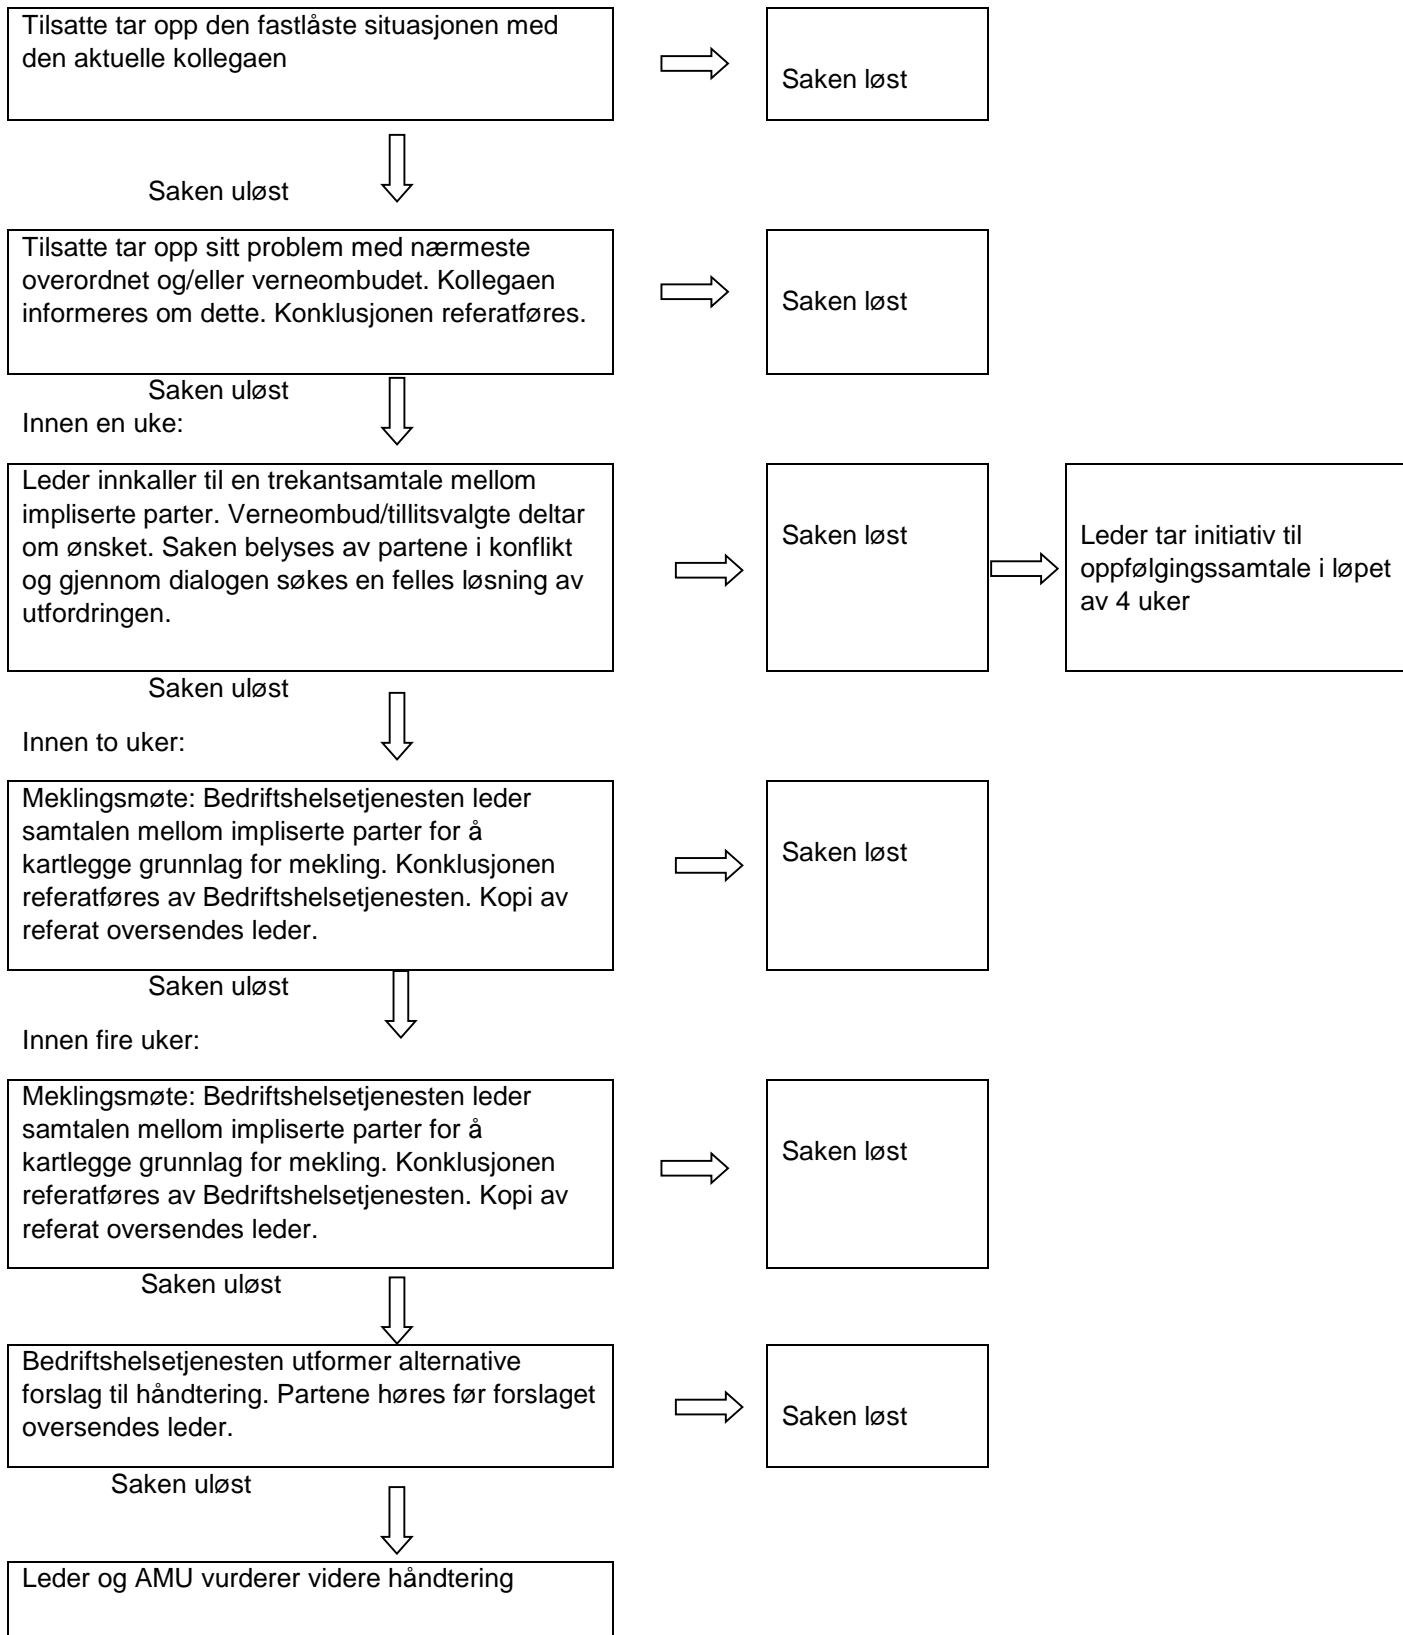 Tilsatte tar opp den fastlåste situasjonen med
den aktuelle kollegaen
Saken løst
Saken uløst
Tilsatte tar opp sitt problem med nærmeste
overordnet og/eller verneombudet. Kollegaen
informeres om dette. Konklusjonen referatføres.
Saken løst
Saken uløst
Innen en uke:
Leder innkaller til en trekantsamtale mellom
impliserte parter. Verneombud/tillitsvalgte deltar
om ønsket. Saken belyses av partene i konflikt
og gjennom dialogen søkes en felles løsning av
utfordringen.
Saken løst
Leder tar initiativ til
oppfølgingssamtale i løpet
av 4 uker
Saken uløst
Innen to uker:
Meklingsmøte: Bedriftshelsetjenesten leder
samtalen mellom impliserte parter for å
kartlegge grunnlag for mekling. Konklusjonen
referatføres av Bedriftshelsetjenesten. Kopi av
referat oversendes leder.
Saken løst
Saken uløst
Innen fire uker:
Meklingsmøte: Bedriftshelsetjenesten leder
samtalen mellom impliserte parter for å
kartlegge grunnlag for mekling. Konklusjonen
referatføres av Bedriftshelsetjenesten. Kopi av
referat oversendes leder.
Saken løst
Saken uløst
Bedriftshelsetjenesten utformer alternative
forslag til håndtering. Partene høres før forslaget
oversendes leder.
Saken løst
Saken uløst
Leder og AMU vurderer videre håndtering